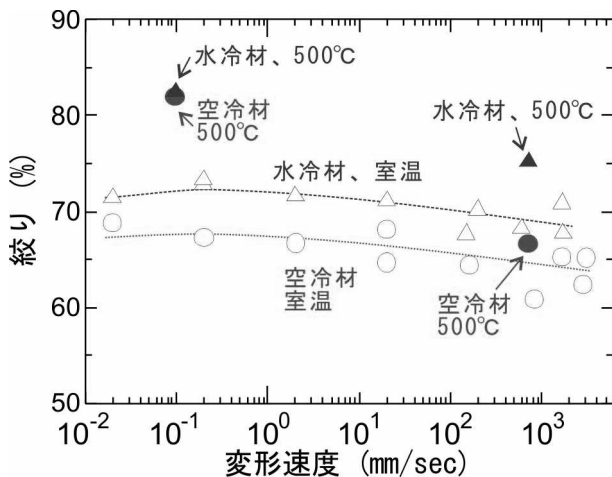 90
80
70
60
50
絞り (%)
水冷材、500℃
空冷材
500℃
水冷材、500℃
水冷材、室温
空冷材
室温
空冷材
500℃
10⁻²
10⁻¹
10⁰
10¹
10²
10³
変形速度 (mm/sec)